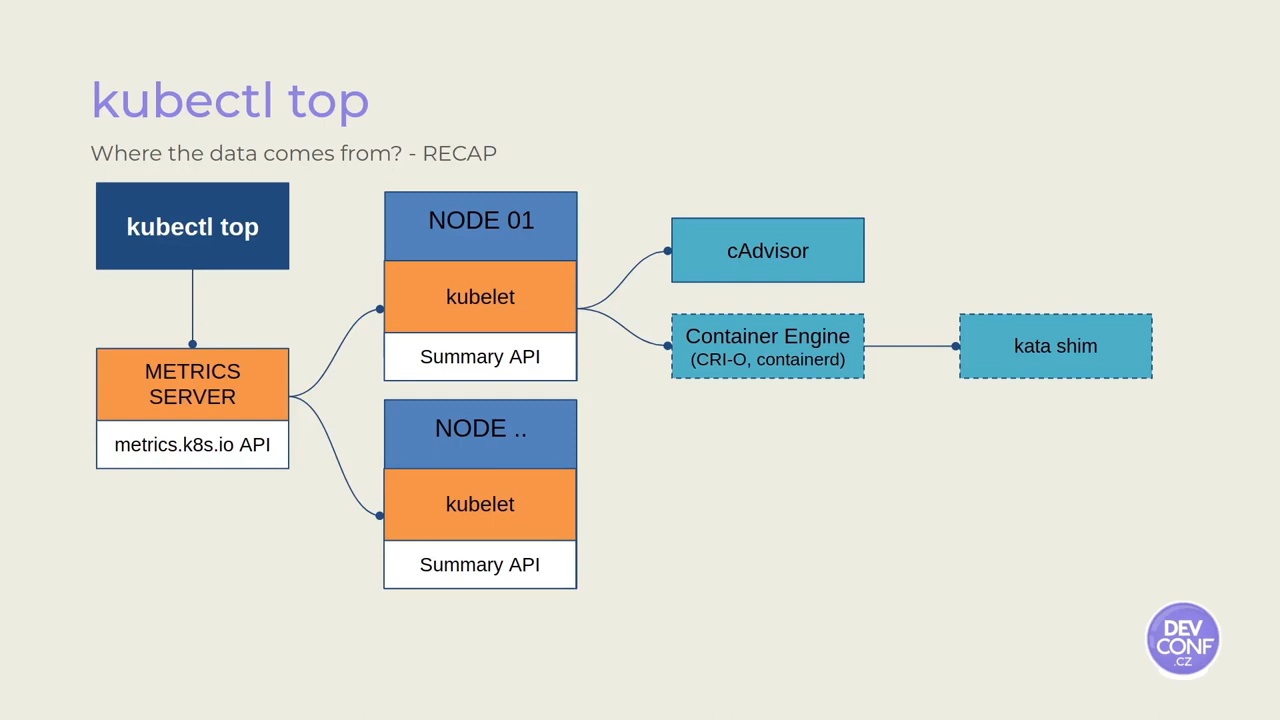 kubectl top
Where the data comes from? - RECAP
kubectl top
METRICS
SERVER
metrics.k8s.io API
NODE 01
kubelet
Summary API
NODE ..
kubelet
Summary API
cAdvisor
Container Engine
(CRI-O, containerd)
kata shim
DEV
CONF
.CZ